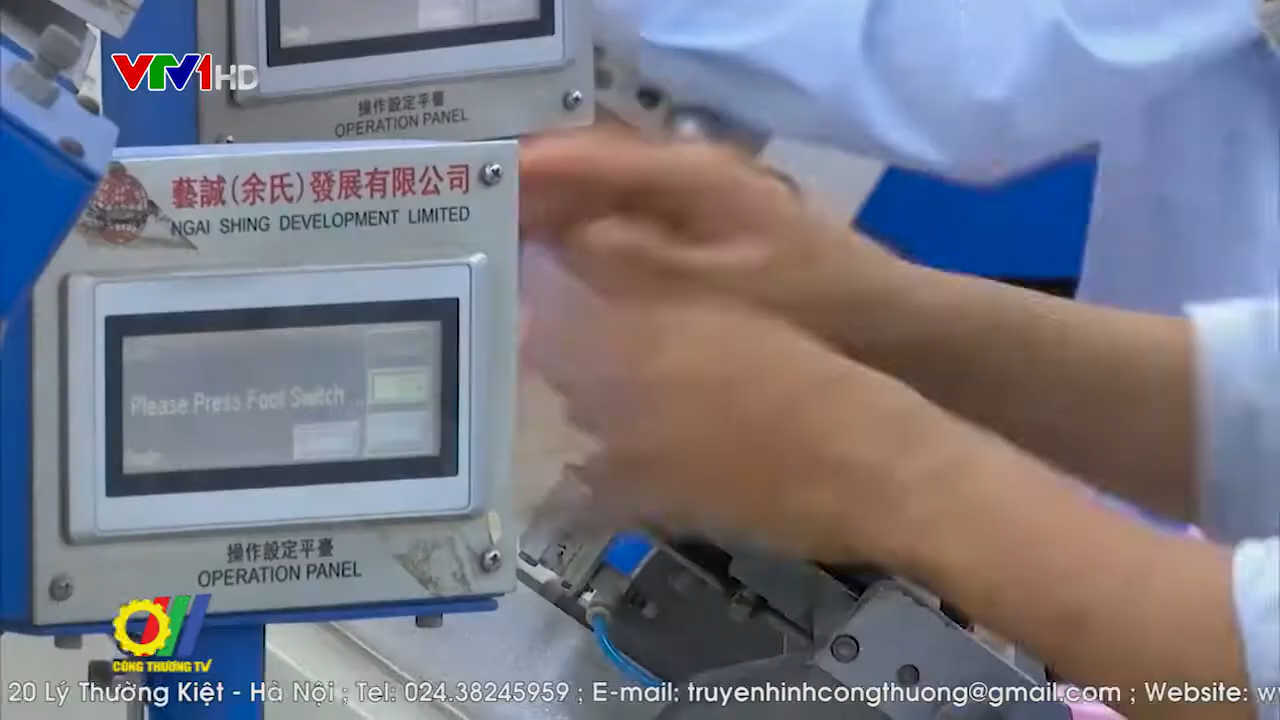 VTV1 HD
操作設定平臺
OPERATION PANEL
藝誠(余氏)發展有限公司
NGAI SHING DEVELOPMENT LIMITED
Please Press Foot Switch ...
操作設定平臺
OPERATION PANEL
CÔNG THƯƠNG TV
20 Lý Thường Kiệt - Hà Nội ; Tel: 024.38245959 ; E-mail: truyenhinhcongthuong@gmail.com ; Website: